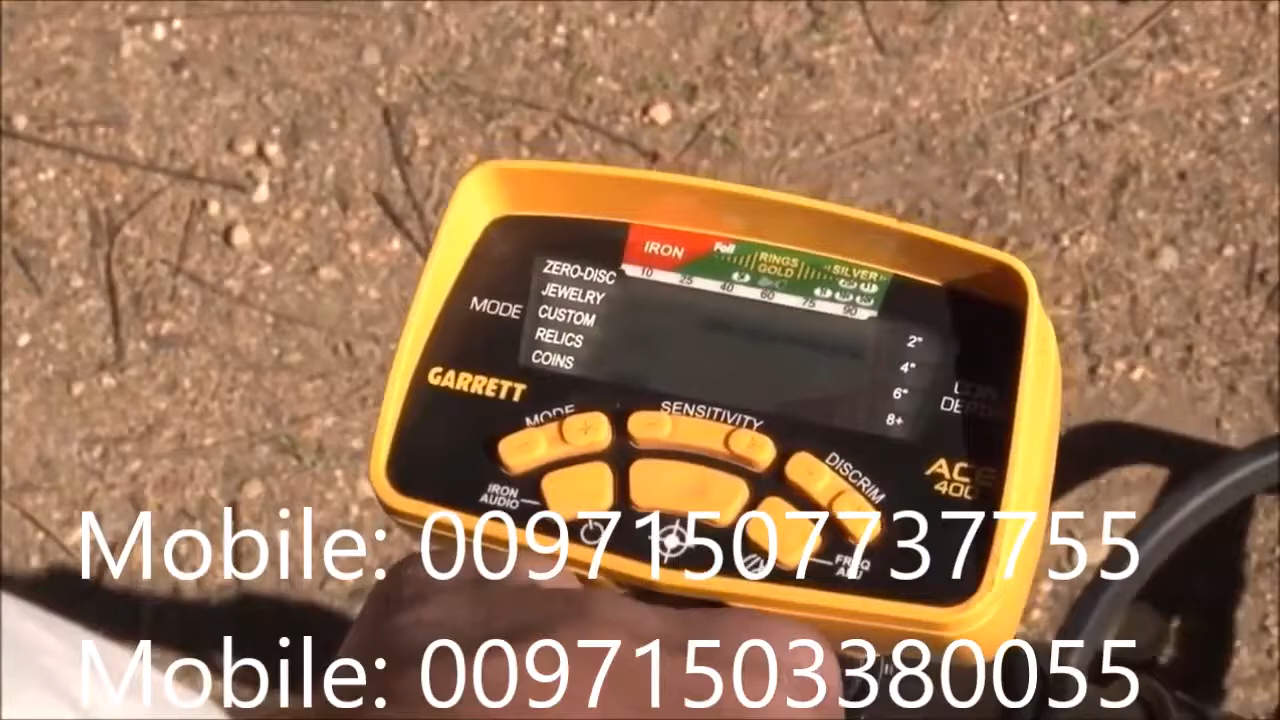 IRON
Foil
RINGS
GOLD
SILVER
10 25 40 60 75 90
ZERO-DISC
JEWELRY
MODE
CUSTOM
RELICS
COINS
2"
4"
6"
8+
GARRETT
MODE
SENSITIVITY
DISCRIM
- +
- +
ACE
400
IRON
AUDIO
FREQ
Mobile: 00971507737755
Mobile: 00971503380055